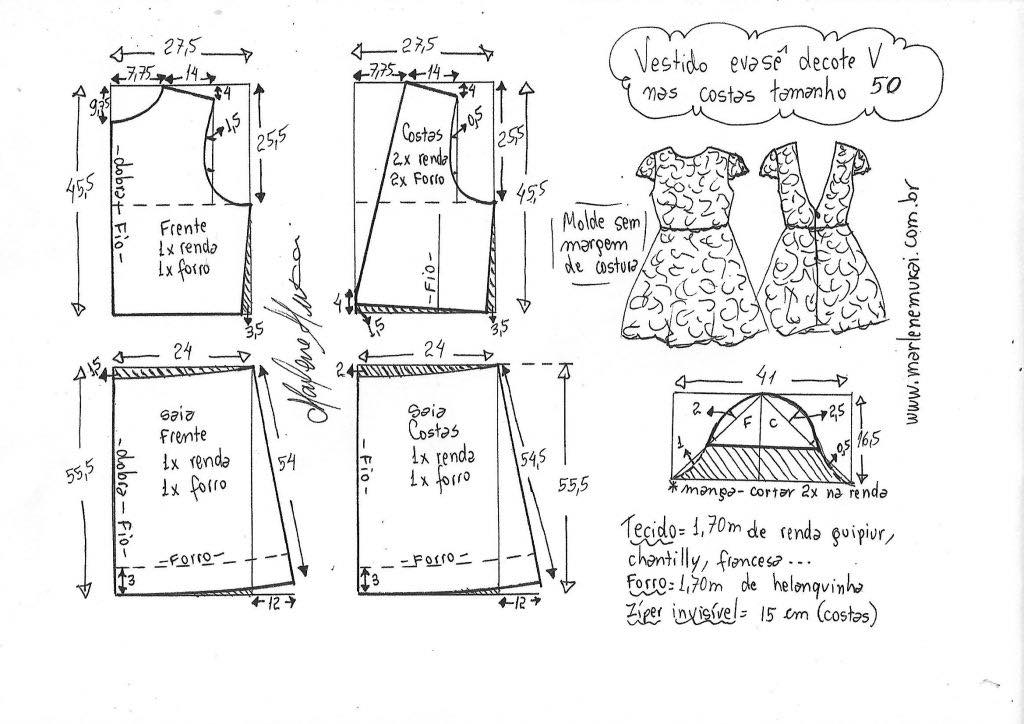 Vestido evasê decote V
nas costas tamanho 50
27,5
7,75
14
4
9,75
1,5
25,5
45,5
-dobra+Fio-
Frente
1x renda
1x forro
3,5
27,5
7,75
14
4
0,5
25,5
45,5
Costas
2x renda
2x Forro
-Fio-
4
1,5
3,5
Molde sem
margem
de costura
www.marlenemukai.com.br
24
1,5
55,5
saia
Frente
1x renda
1x forro
-dobra-Fio-
54
-Forro-
3
12
24
2
Saia
Costas
1x renda
1x forro
-Fio-
54,5
55,5
-Forro-
3
12
41
2
F
C
2,5
1
0,5
16,5
* manga-cortar 2x na renda
Tecido=1,70m de renda guipiur,
chantilly, francesa ...
Forro=1,70m de helanquinha
Zíper invisível= 15 cm (costas)